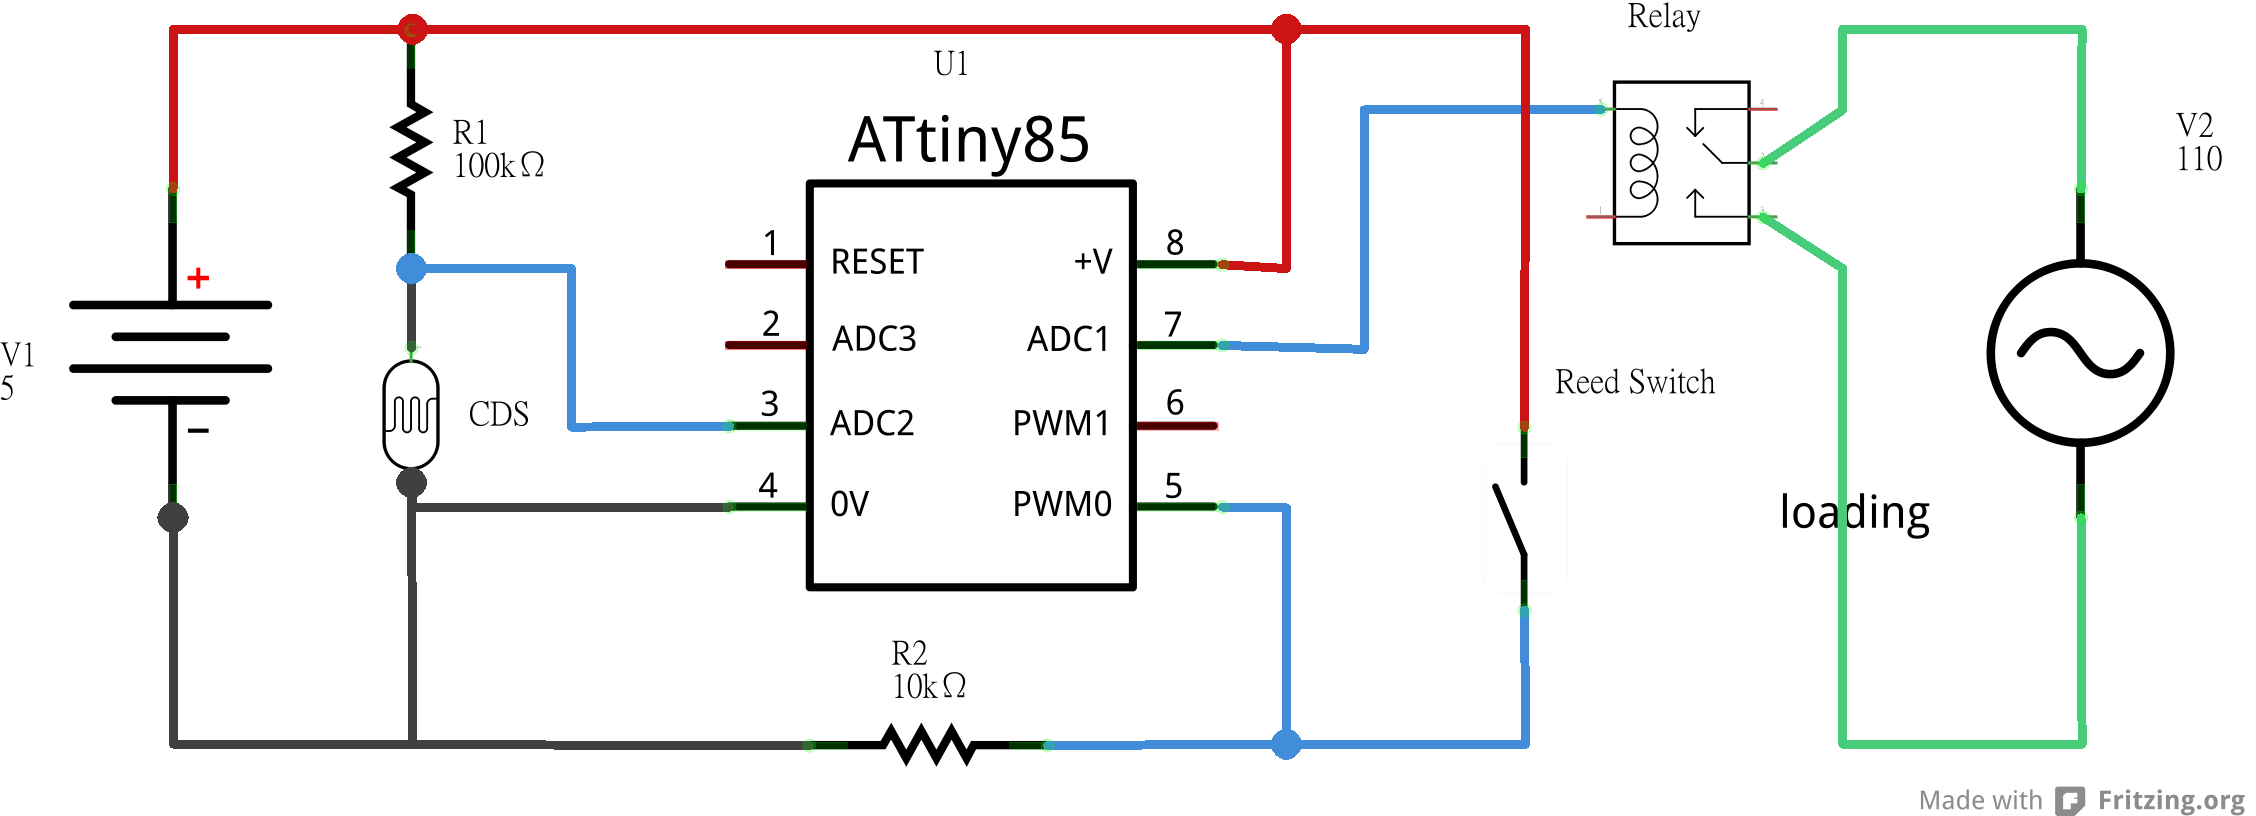 Relay
U1
ATtiny85
R1
100kΩ
V2
110
1
RESET
+V
8
2
ADC3
ADC1
7
V1
5
+
−
CDS
3
ADC2
PWM1
6
Reed Switch
4
0V
PWM0
5
loading
R2
10kΩ
Made with Fritzing.org